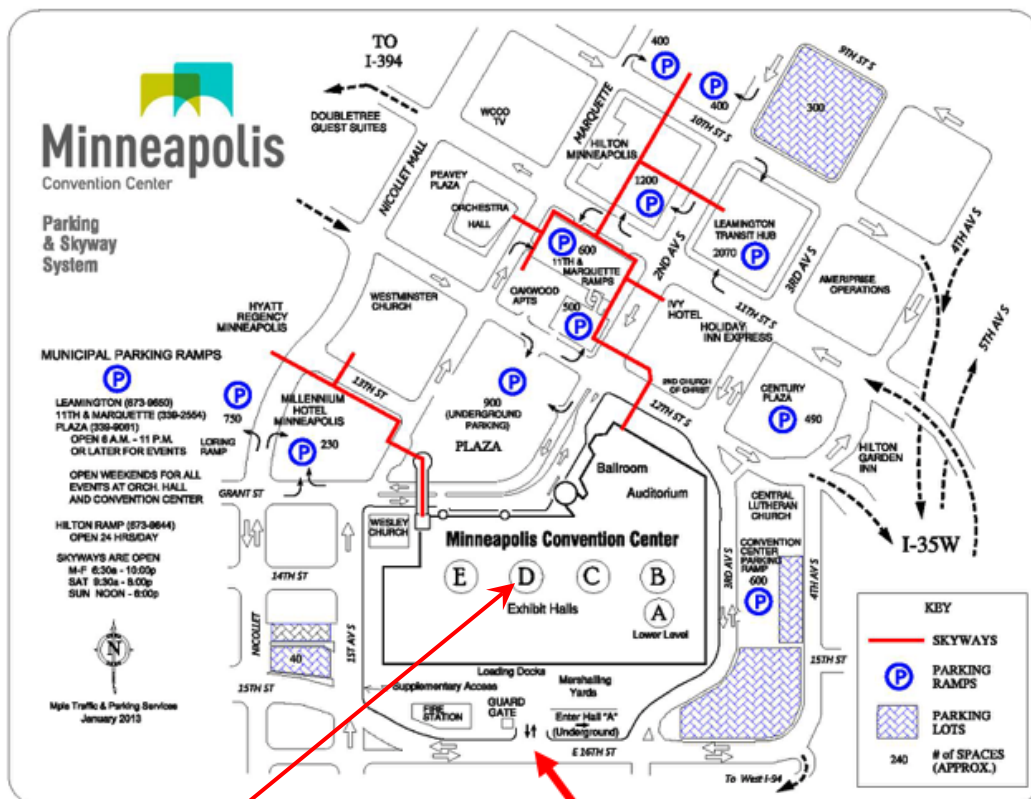 Minneapolis
Convention Center
Parking
& Skyway
System
TO
I-394
DOUBLETREE
GUEST SUITES
NICOLLET MALL
WCCO
TV
MARQUETTE
400
P
P
400
10TH ST S
9TH ST S
300
HILTON
MINNEAPOLIS
1200
P
PEAVEY
PLAZA
ORCHESTRA
HALL
P
600
11TH &
MARQUETTE
RAMPS
2ND AV S
LEAMINGTON
TRANSIT HUB
2070
P
3RD AV S
11TH ST S
AMERIPRISE
OPERATIONS
4TH AV S
5TH AV S
OAKWOOD
APTS
500
P
IVY
HOTEL
HOLIDAY
INN EXPRESS
2ND CHURCH
OF CHRIST
12TH ST S
WESTMINSTER
CHURCH
HYATT
REGENCY
MINNEAPOLIS
13TH ST
MILLENNIUM
HOTEL
MINNEAPOLIS
P
230
P
750
LORING
RAMP
GRANT ST
P
900
(UNDERGROUND
PARKING)
PLAZA
CENTURY
PLAZA
P
490
HILTON
GARDEN
INN
I-35W
MUNICIPAL PARKING RAMPS
P
LEAMINGTON (673-9650)
11TH & MARQUETTE (339-2554)
PLAZA (339-9061)
OPEN 6 A.M. - 11 P.M.
OR LATER FOR EVENTS
OPEN WEEKENDS FOR ALL
EVENTS AT ORCH. HALL
AND CONVENTION CENTER
HILTON RAMP (673-9644)
OPEN 24 HRS/DAY
SKYWAYS ARE OPEN
M-F 6:30a - 10:00p
SAT 9:30a - 8:00p
SUN NOON - 6:00p
N
Mpls Traffic & Parking Services
January 2013
WESLEY
CHURCH
14TH ST
NICOLLET
40
15TH ST
1ST AV S
Ballroom
Auditorium
Minneapolis Convention Center
E
D
C
B
A
Exhibit Halls
Lower Level
Loading Docks
Supplementary Access
FIRE
STATION
GUARD
GATE
Marshalling
Yards
Enter Hall "A"
(Underground)
E 16TH ST
3RD AV S
CENTRAL
LUTHERAN
CHURCH
CONVENTION
CENTER
PARKING
RAMP
600
P
4TH AV S
15TH ST
To West I-94
KEY
SKYWAYS
P
PARKING
RAMPS
PARKING
LOTS
240
# of SPACES
(APPROX.)